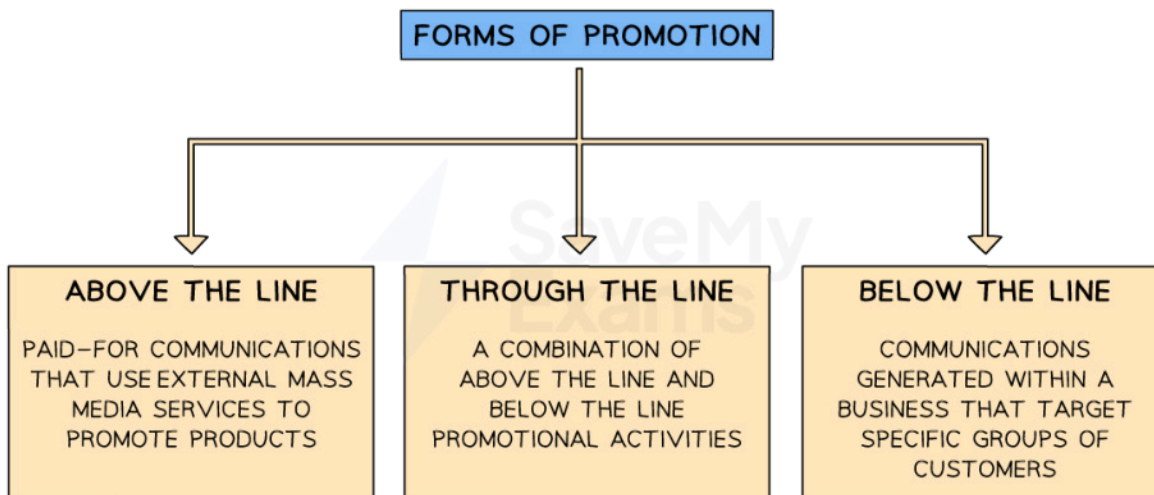 FORMS OF PROMOTION
SaveMy
Exams
ABOVE THE LINE
PAID-FOR COMMUNICATIONS
THAT USE EXTERNAL MASS
MEDIA SERVICES TO
PROMOTE PRODUCTS
THROUGH THE LINE
A COMBINATION OF
ABOVE THE LINE AND
BELOW THE LINE
PROMOTIONAL ACTIVITIES
BELOW THE LINE
COMMUNICATIONS
GENERATED WITHIN A
BUSINESS THAT TARGET
SPECIFIC GROUPS OF
CUSTOMERS